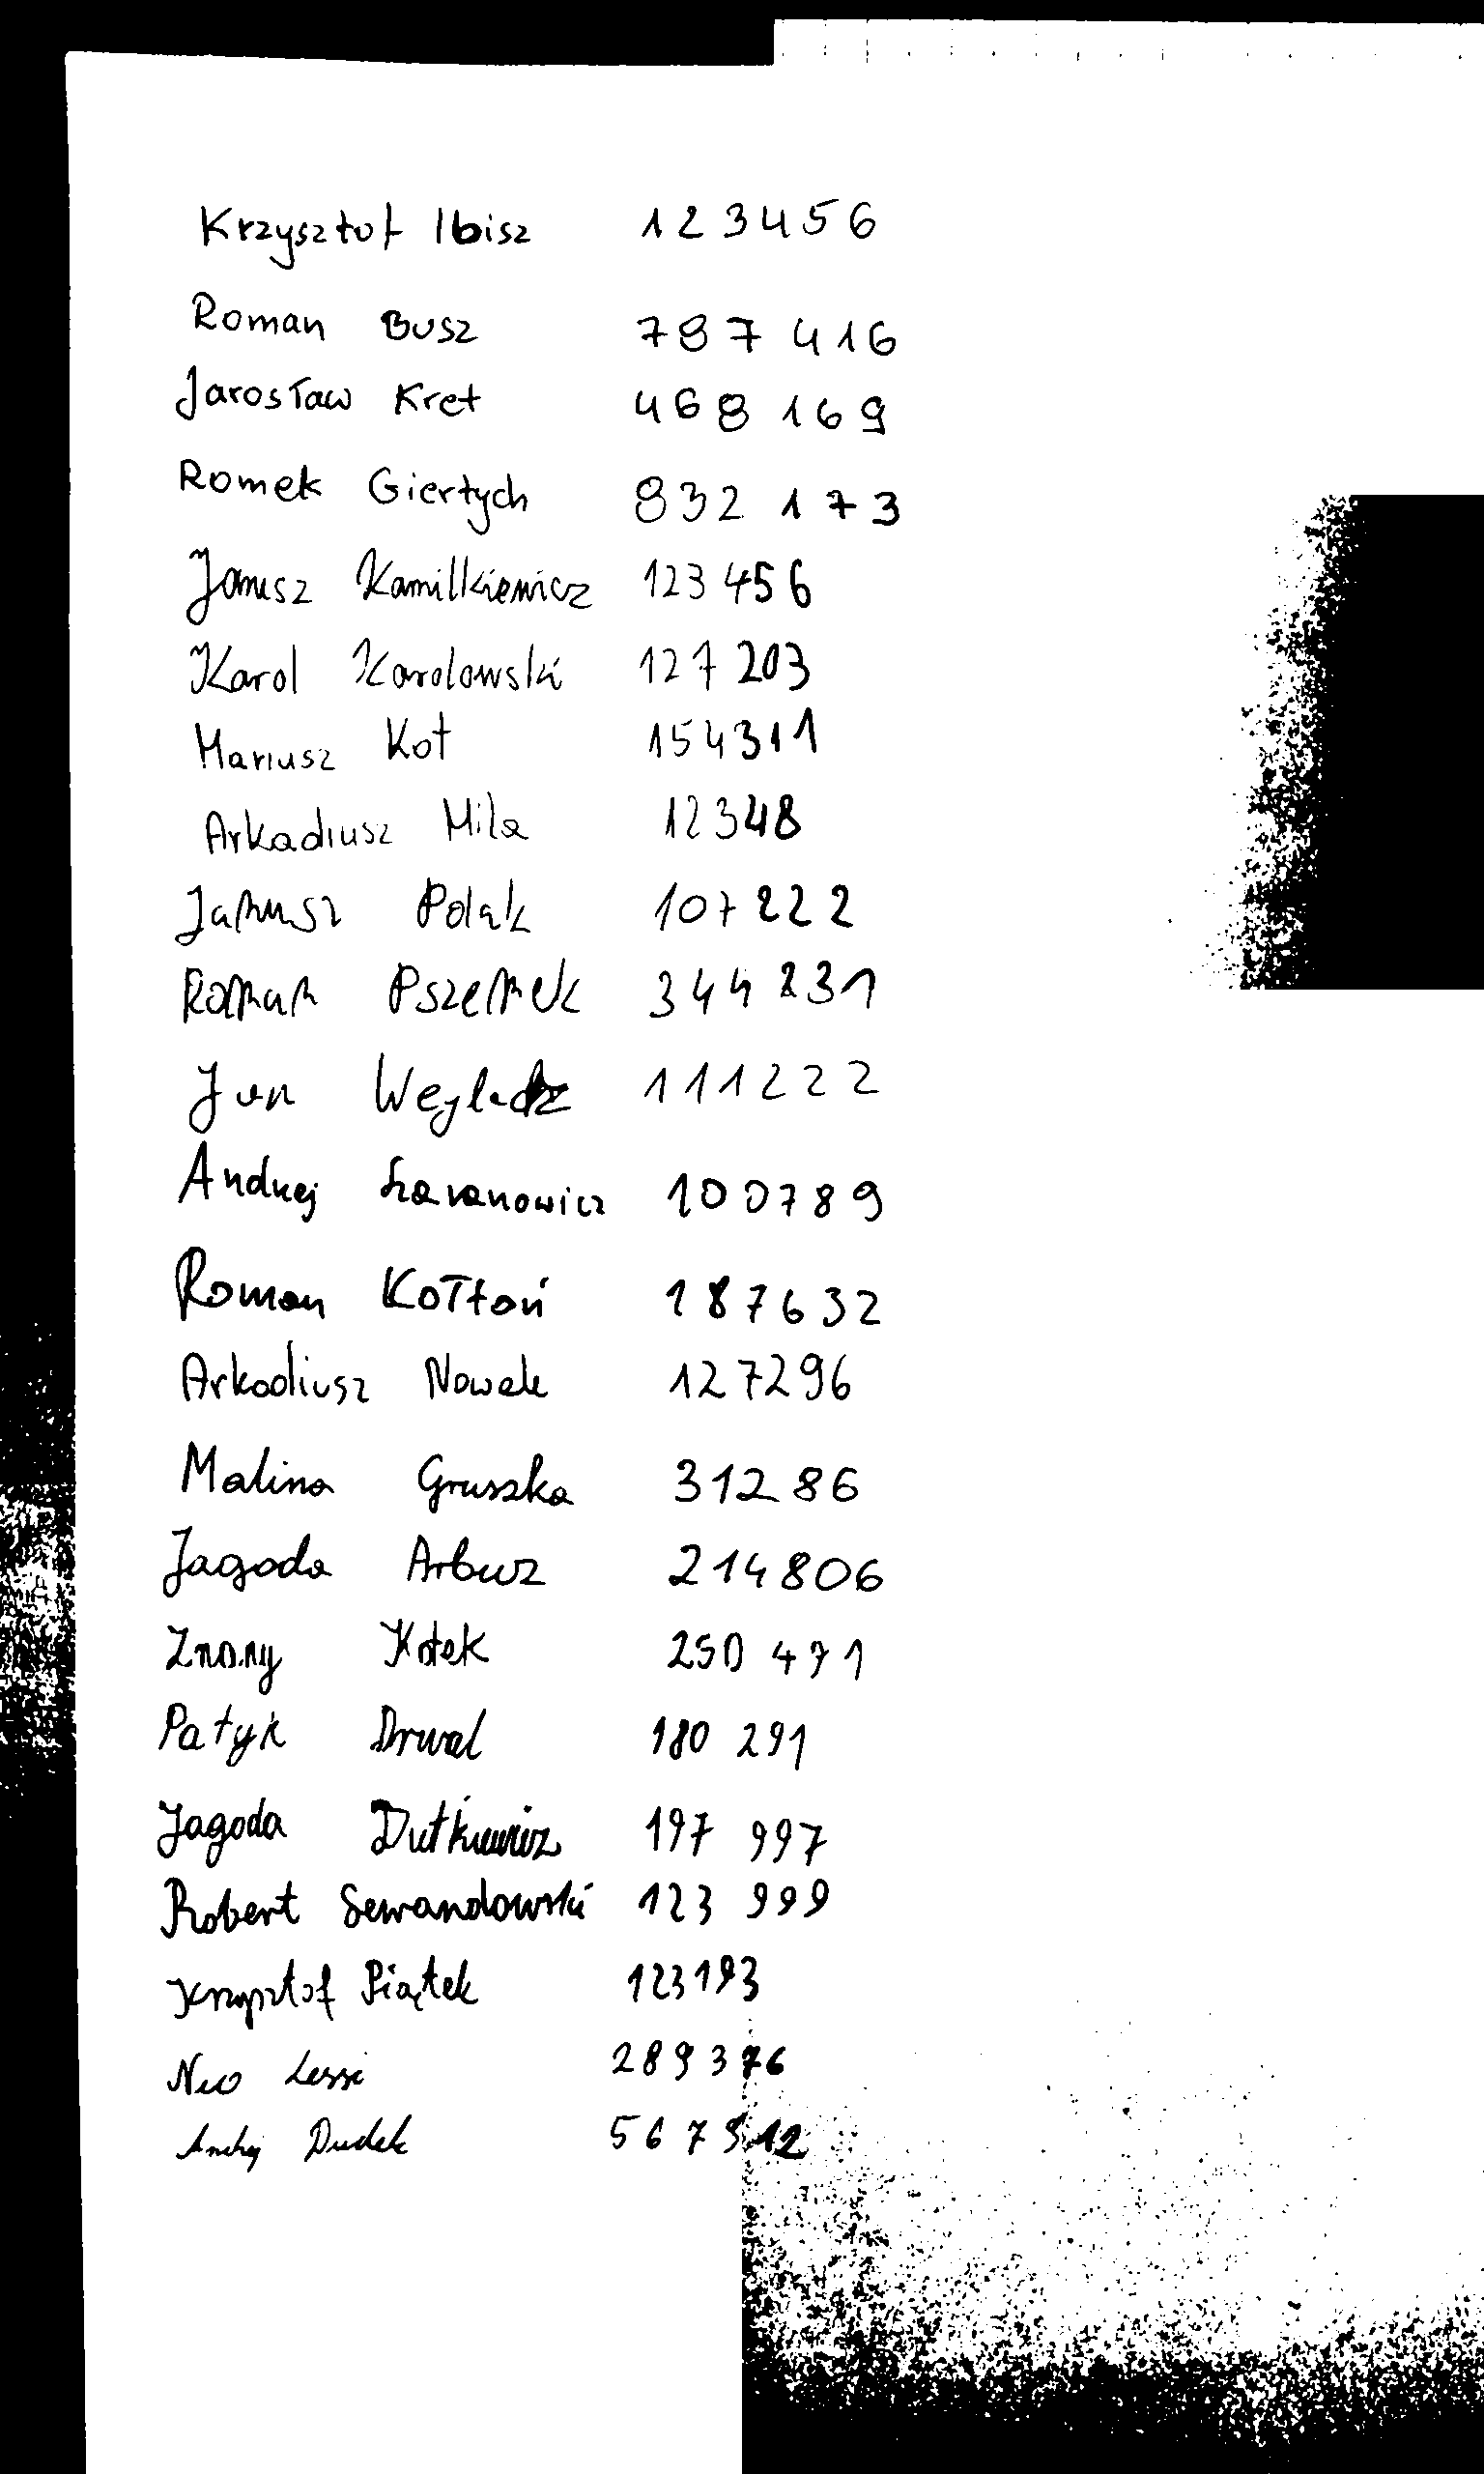 Krzysztof Ibisz 123456
Roman Busz 787416
Jarosław Kret 468169
Romek Giertych 832173
Janusz Kamilkiewicz 123456
Karol Karolowski 127203
Mariusz Kot 154311
Arkadiusz Mila 12348
Janusz Polak 107222
Roman Pszemek 344231
Jan 111222
Andrzej 100789
Roman Kołtoń 187632
Arkadiusz Nowak 127296
Malina Gruszka 31286
Jagoda Arbuz 214806
Znany Kotek 250471
Patyk Drwal 180291
Jagoda Dutkiewicz 197997
Robert Sewandowski 123999
Krzysztof Piątek 123193
Neo Lessi 289376
Andrzej Dudek